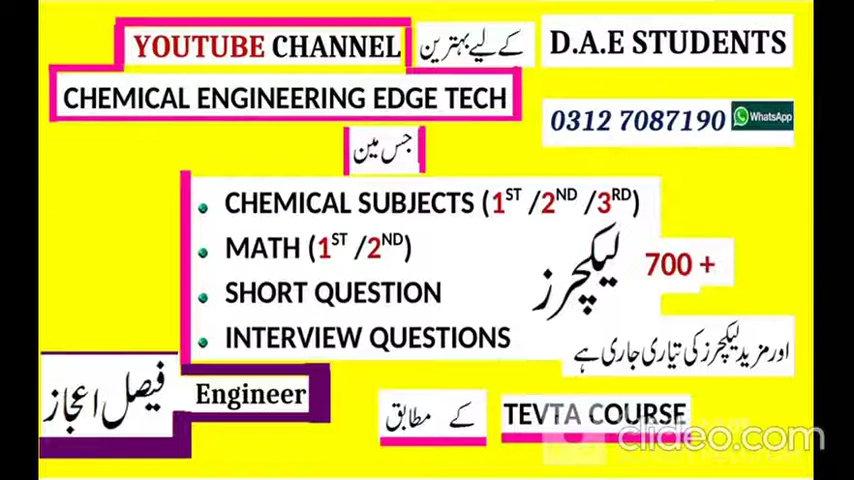 D.A.E STUDENTS کے لیے بہترین YOUTUBE CHANNEL
CHEMICAL ENGINEERING EDGE TECH
0312 7087190 WhatsApp
جس مین
CHEMICAL SUBJECTS (1ST /2ND /3RD)
MATH (1ST /2ND)
SHORT QUESTION
INTERVIEW QUESTIONS
700 + لیکچرز
اور مزید لیکچرز کی تیاری جاری ہے
Engineer فیصل اعجاز
TEVTA COURSE کے مطابق
clideo.com